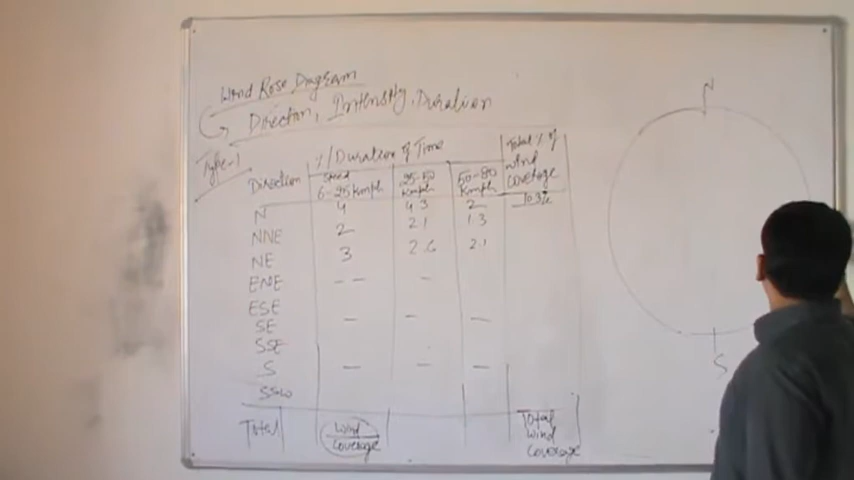 Wind Rose Diagram
Direction, Intensity, Duration
Type-1
Direction
% / Duration of Time
Total % of wind coverage
Speed 6-25 Kmph
25-50 Kmph
50-80 Kmph
N 4 4.3 2 10.3%
NNE 2 2.1 1.3
NE 3 2.6 2.1
ENE - - -
ESE
SE - - -
SSE
S - - -
SSW
Total
Wind Coverage
Total Wind Coverage
N
S